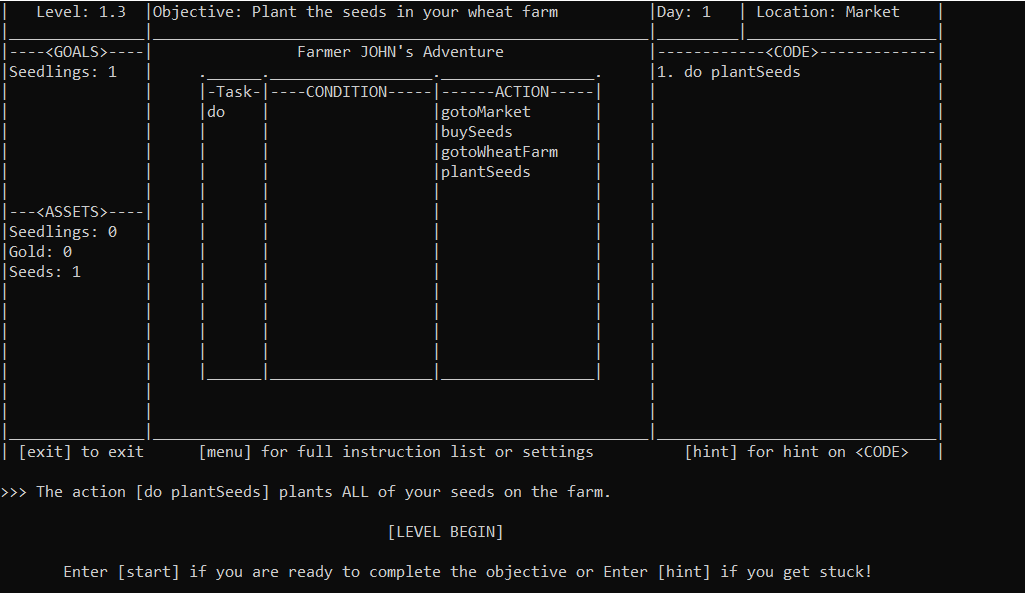 Level: 1.3 |Objective: Plant the seeds in your wheat farm |Day: 1 | Location: Market
----<GOALS>---- Farmer JOHN's Adventure ------------<CODE>-------------
Seedlings: 1 1. do plantSeeds
-Task-|----CONDITION-----|------ACTION-----
do gotoMarket
buySeeds
gotoWheatFarm
plantSeeds
---<ASSETS>----
Seedlings: 0
Gold: 0
Seeds: 1
[exit] to exit [menu] for full instruction list or settings [hint] for hint on <CODE>
>>> The action [do plantSeeds] plants ALL of your seeds on the farm.
[LEVEL BEGIN]
Enter [start] if you are ready to complete the objective or Enter [hint] if you get stuck!